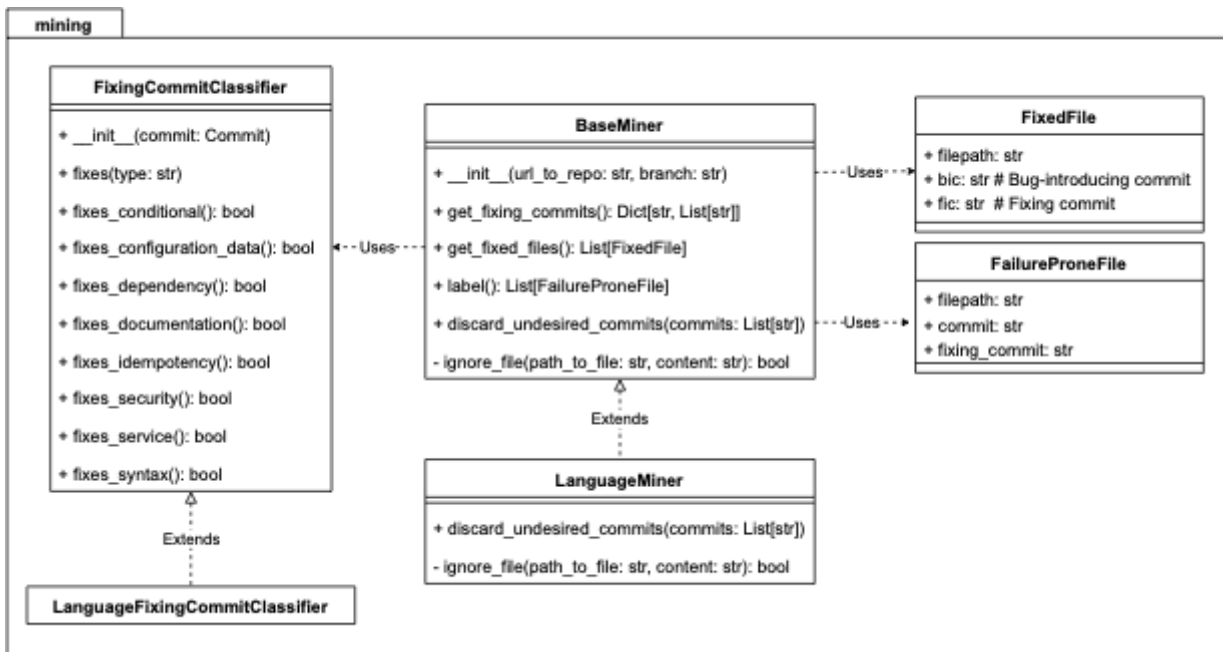 mining
FixingCommitClassifier
+ __init__(commit: Commit)
+ fixes(type: str)
+ fixes_conditional(): bool
+ fixes_configuration_data(): bool
+ fixes_dependency(): bool
+ fixes_documentation(): bool
+ fixes_idempotency(): bool
+ fixes_security(): bool
+ fixes_service(): bool
+ fixes_syntax(): bool
Extends
LanguageFixingCommitClassifier
Uses
BaseMiner
+ __init__(url_to_repo: str, branch: str)
+ get_fixing_commits(): Dict[str, List[str]]
+ get_fixed_files(): List[FixedFile]
+ label(): List[FailureProneFile]
+ discard_undesired_commits(commits: List[str])
- ignore_file(path_to_file: str, content: str): bool
Extends
LanguageMiner
+ discard_undesired_commits(commits: List[str])
- ignore_file(path_to_file: str, content: str): bool
Uses
FixedFile
+ filepath: str
+ bic: str # Bug-introducing commit
+ fic: str # Fixing commit
Uses
FailureProneFile
+ filepath: str
+ commit: str
+ fixing_commit: str